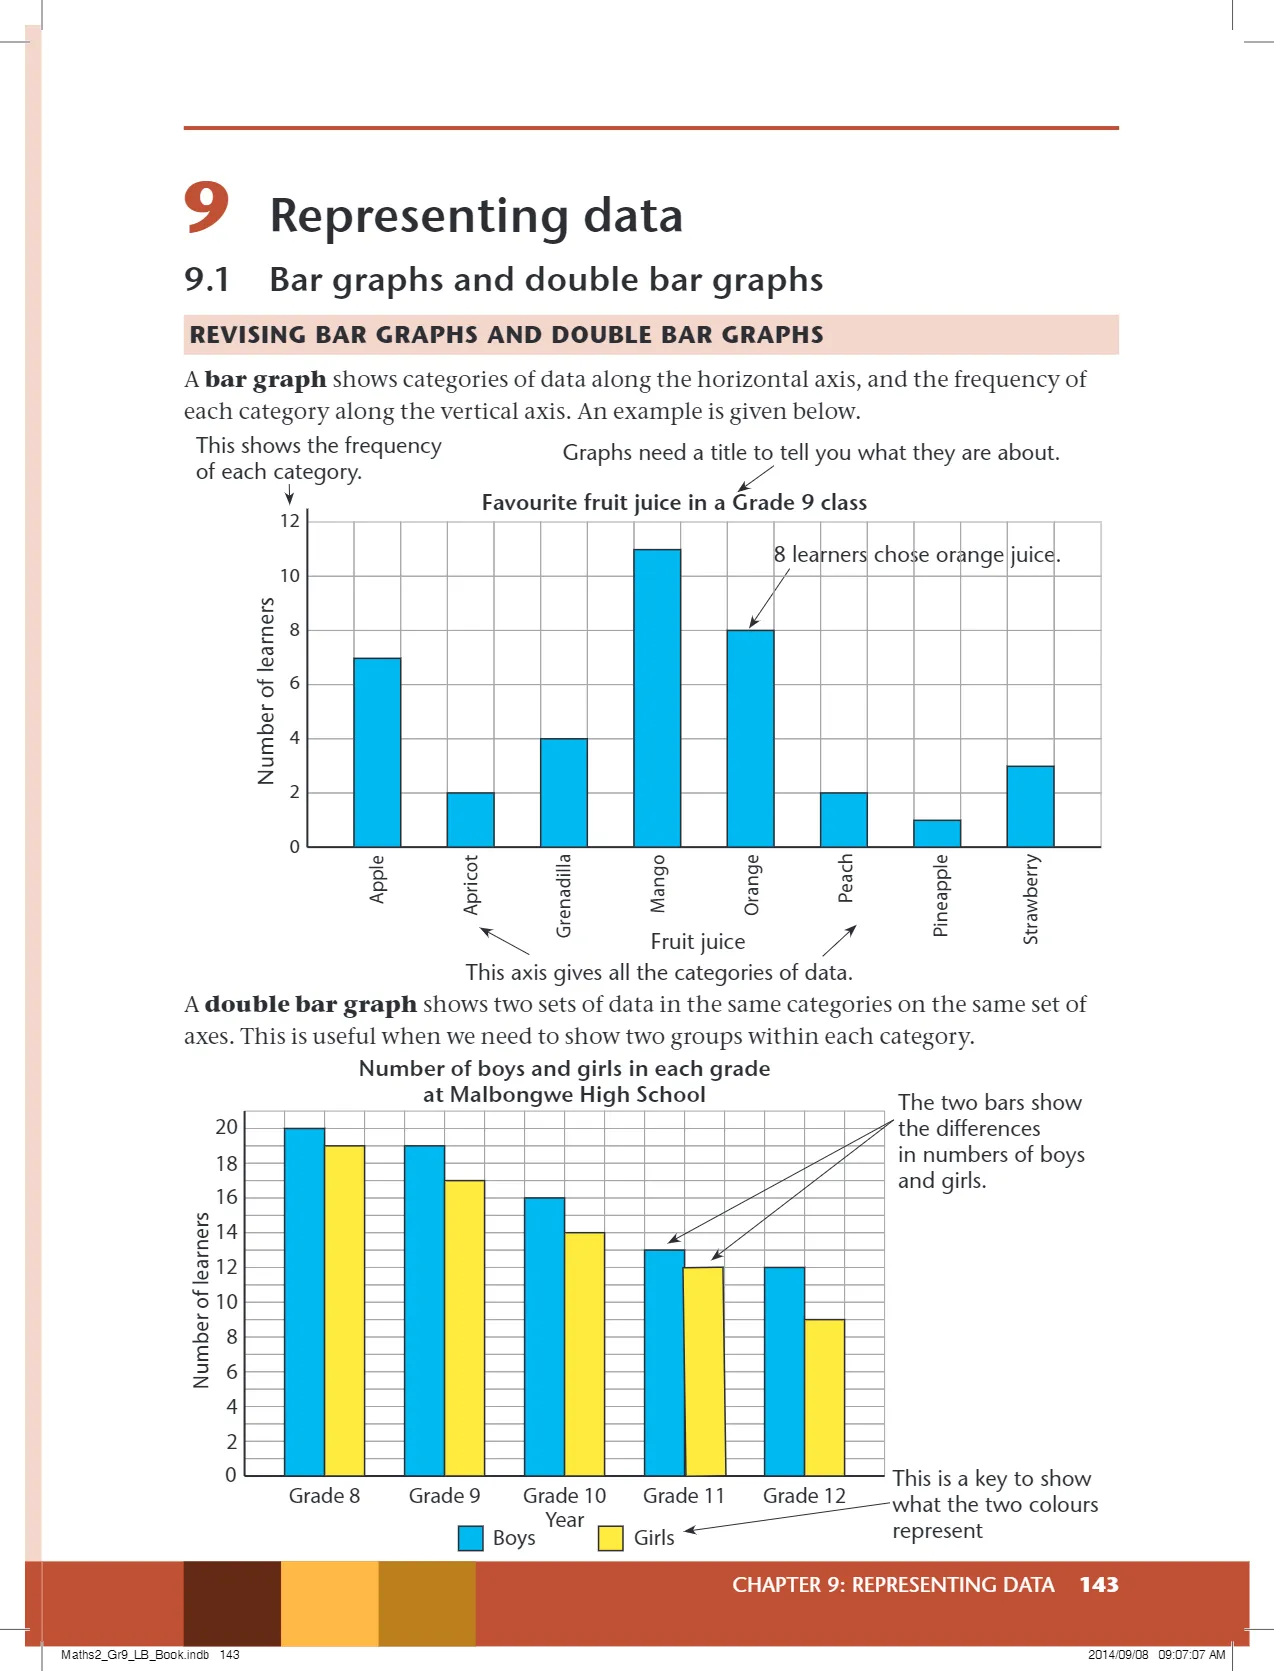 9 Representing data
9.1 Bar graphs and double bar graphs
REVISING BAR GRAPHS AND DOUBLE BAR GRAPHS
A bar graph shows categories of data along the horizontal axis, and the frequency of
each category along the vertical axis. An example is given below.
This shows the frequency
of each category.
Graphs need a title to tell you what they are about.
Favourite fruit juice in a Grade 9 class
8 learners chose orange juice.
Number of learners
12
10
8
6
4
2
0
Apple
Apricot
Grenadilla
Mango
Orange
Peach
Pineapple
Strawberry
Fruit juice
This axis gives all the categories of data.
A double bar graph shows two sets of data in the same categories on the same set of
axes. This is useful when we need to show two groups within each category.
Number of boys and girls in each grade
at Malbongwe High School
The two bars show
the differences
in numbers of boys
and girls.
Number of learners
20
18
16
14
12
10
8
6
4
2
0
Grade 8 Grade 9 Grade 10 Grade 11 Grade 12
Year
Boys Girls
This is a key to show
what the two colours
represent
CHAPTER 9: REPRESENTING DATA 143
Maths2_Gr9_LB_Book.indb 143
2014/09/08 09:07:07 AM